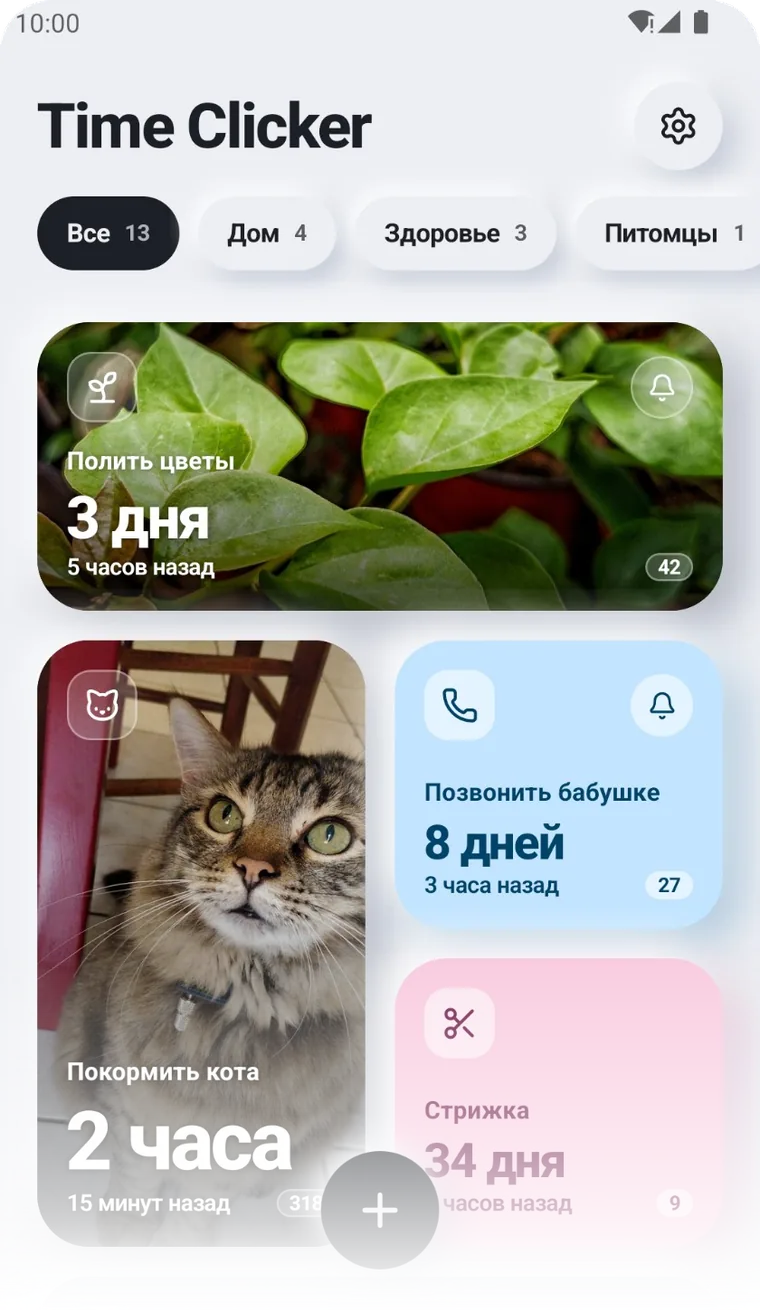 10:00
Time Clicker
Все 13
Дом 4
Здоровье 3
Питомцы 1
Полить цветы
3 дня
5 часов назад
42
Позвонить бабушке
8 дней
3 часа назад
27
Покормить кота
2 часа
15 минут назад
318
Стрижка
34 дня
часов назад
9